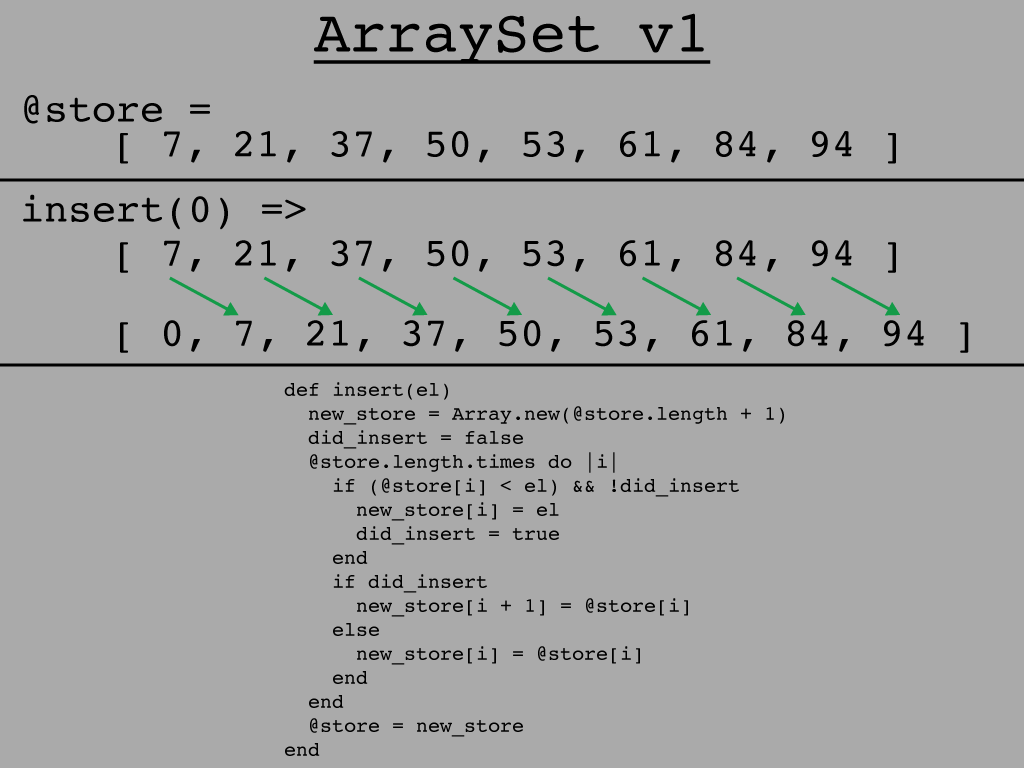 ArraySet v1
@store =
[ 7, 21, 37, 50, 53, 61, 84, 94 ]
insert(0) =>
[ 7, 21, 37, 50, 53, 61, 84, 94 ]
[ 0, 7, 21, 37, 50, 53, 61, 84, 94 ]
def insert(el)
  new_store = Array.new(@store.length + 1)
  did_insert = false
  @store.length.times do |i|
    if (@store[i] < el) && !did_insert
      new_store[i] = el
      did_insert = true
    end
    if did_insert
      new_store[i + 1] = @store[i]
    else
      new_store[i] = @store[i]
    end
  end
  @store = new_store
end